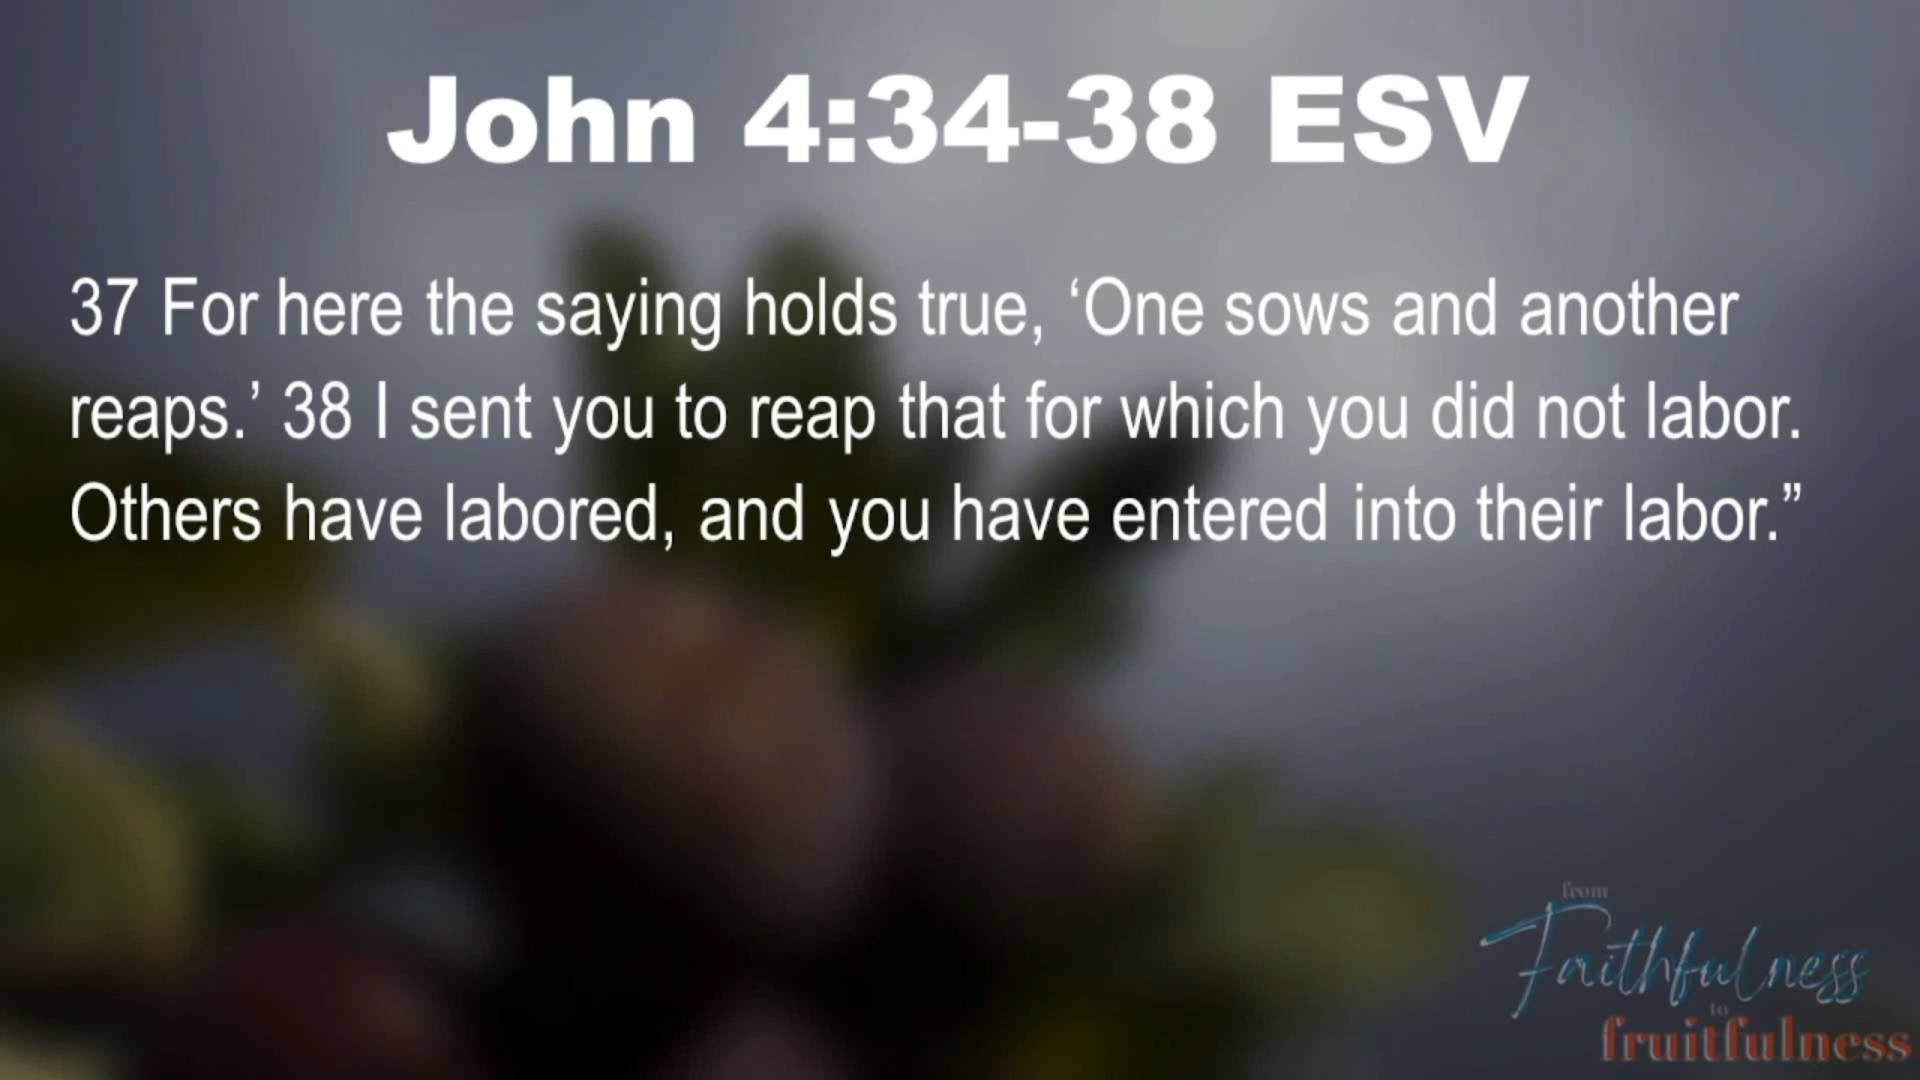 John 4:34-38 ESV
37 For here the saying holds true, ‘One sows and another
reaps.’ 38 I sent you to reap that for which you did not labor.
Others have labored, and you have entered into their labor.”
from
Faithfulness
to
fruitfulness